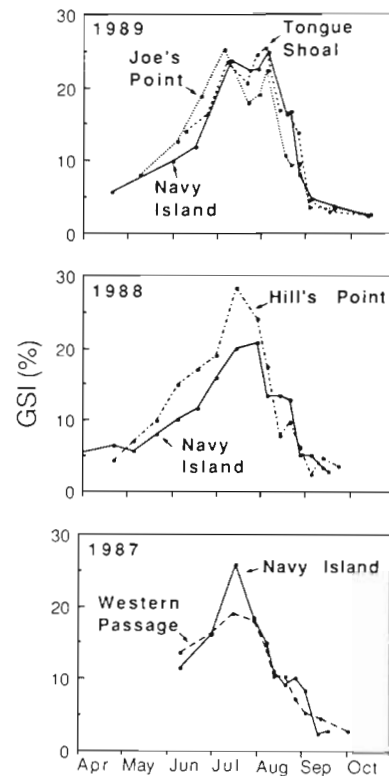 1989
Joe's
Point
Tongue
Shoal
Navy
Island
30
20
10
0
1988
Hill's Point
Navy
Island
30
20
10
0
GSI (%)
1987
Navy Island
Western
Passage
30
20
10
0
Apr May Jun Jul Aug Sep Oct